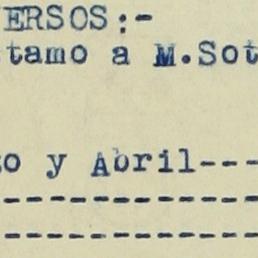 ERSOS:-
tamo a M.Sot
o y Abril---
-----------
-----------